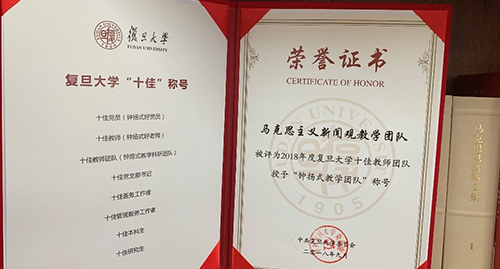 復旦大學
FUDAN UNIVERSITY
复旦大学“十佳”称号
十佳党员（钟扬式好党员）
十佳教师（钟扬式好老师）
十佳教师团队（钟扬式教学科研团队）
十佳党支部书记
十佳医务工作者
十佳管理服务工作者
十佳本科生
十佳研究生
荣誉证书
CERTIFICATE OF HONOR
马克思主义新闻观教学团队
被评为2018年度复旦大学十佳教师团队
授予“钟扬式教学团队”称号
UNIVERSITY
1905
中共复旦大学委员会
二〇一八年九月
1